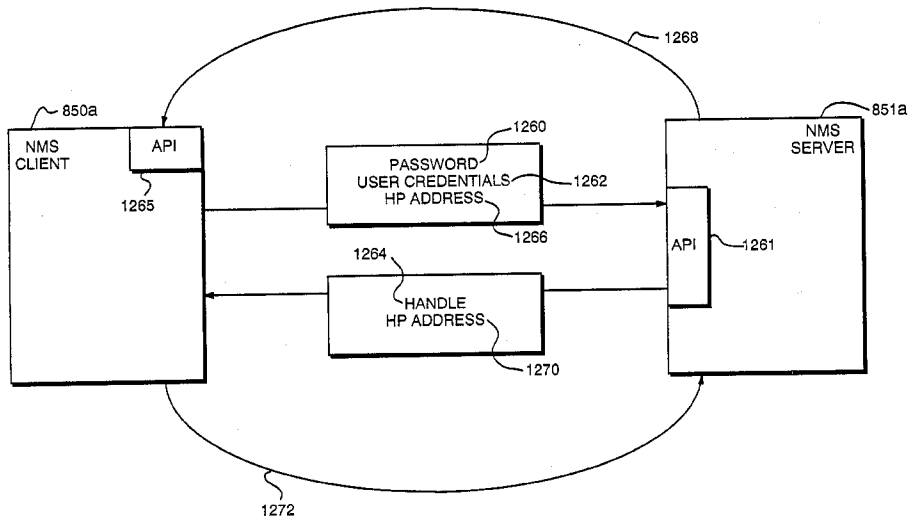 1268
850a
851a
NMS
CLIENT
API
1265
PASSWORD
USER CREDENTIALS
HP ADDRESS
1260
1262
1266
NMS
SERVER
API
1261
1264
HANDLE
HP ADDRESS
1270
1272